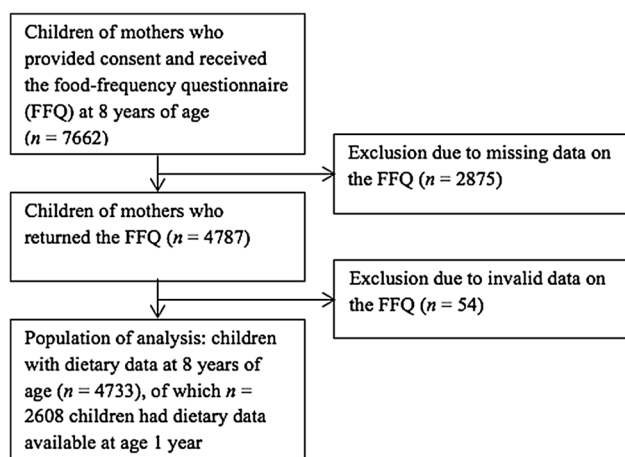 Children of mothers who
provided consent and received
the food-frequency questionnaire
(FFQ) at 8 years of age
(n = 7662)
Exclusion due to missing data on
the FFQ (n = 2875)
Children of mothers who
returned the FFQ (n = 4787)
Exclusion due to invalid data on
the FFQ (n = 54)
Population of analysis: children
with dietary data at 8 years of
age (n = 4733), of which n =
2608 children had dietary data
available at age 1 year